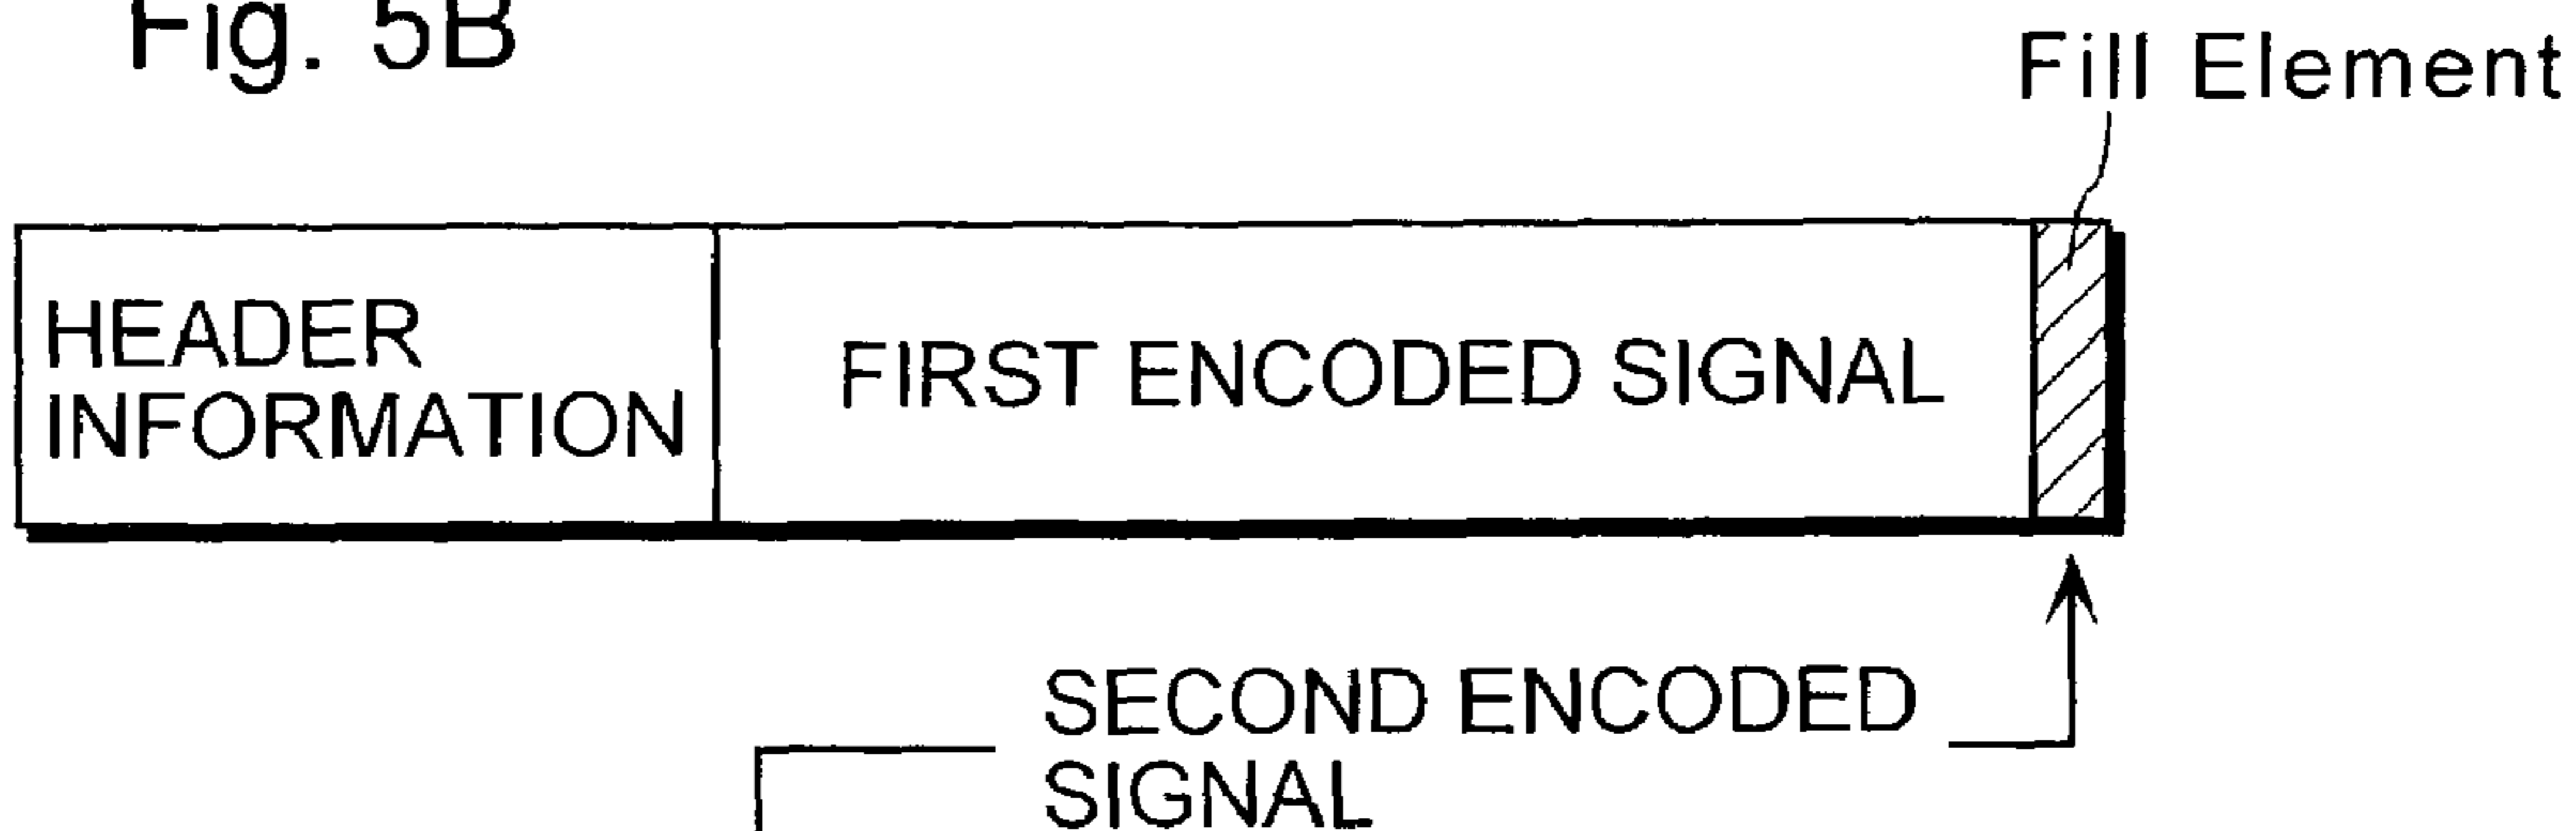 Fig. 5B
Fill Element
HEADER
INFORMATION
FIRST ENCODED SIGNAL
SECOND ENCODED
SIGNAL